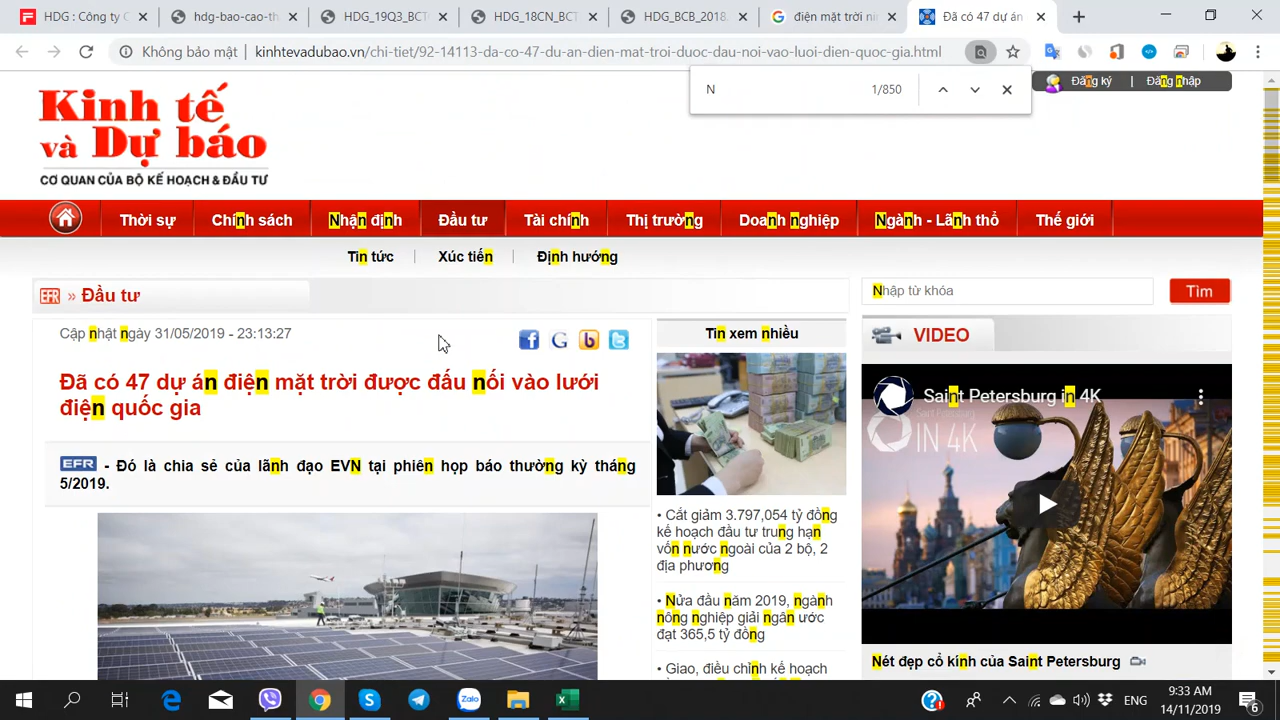 HDG | Công ty C
hdg-bao-cao-th
HDG_19Q3_BCT
HDG_18CN_BCT
HDG_BCB_2018.
điện mặt trời ni
Đã có 47 dự án
Không bảo mật | kinhtevadubao.vn/chi-tiet/92-14113-da-co-47-du-an-dien-mat-troi-duoc-dau-noi-vao-luoi-dien-quoc-gia.html
N 1/850
Đăng ký | Đăng nhập
Kinh tế
và Dự báo
CƠ QUAN CỦA BỘ KẾ HOẠCH & ĐẦU TƯ
Thời sự Chính sách Nhận định Đầu tư Tài chính Thị trường Doanh nghiệp Ngành - Lãnh thổ Thế giới
Tin tức | Xúc tiến | Định hướng
EFR » Đầu tư
Nhập từ khóa Tìm
Cập nhật ngày 31/05/2019 - 23:13:27
Đã có 47 dự án điện mặt trời được đấu nối vào lưới
điện quốc gia
EFR - Đó là chia sẻ của lãnh đạo EVN tại phiên họp báo thường kỳ tháng
5/2019.
Tin xem nhiều
• Cắt giảm 3.797,054 tỷ đồng
kế hoạch đầu tư trung hạn
vốn nước ngoài của 2 bộ, 2
địa phương
• Nửa đầu năm 2019, ngành
nông nghiệp giải ngân ước
đạt 365,5 tỷ đồng
• Giao, điều chỉnh kế hoạch
VIDEO
Saint Petersburg in 4K
IN 4K
Nét đẹp cổ kính của Saint Petersburg
Zalo
ENG
9:33 AM
14/11/2019
6